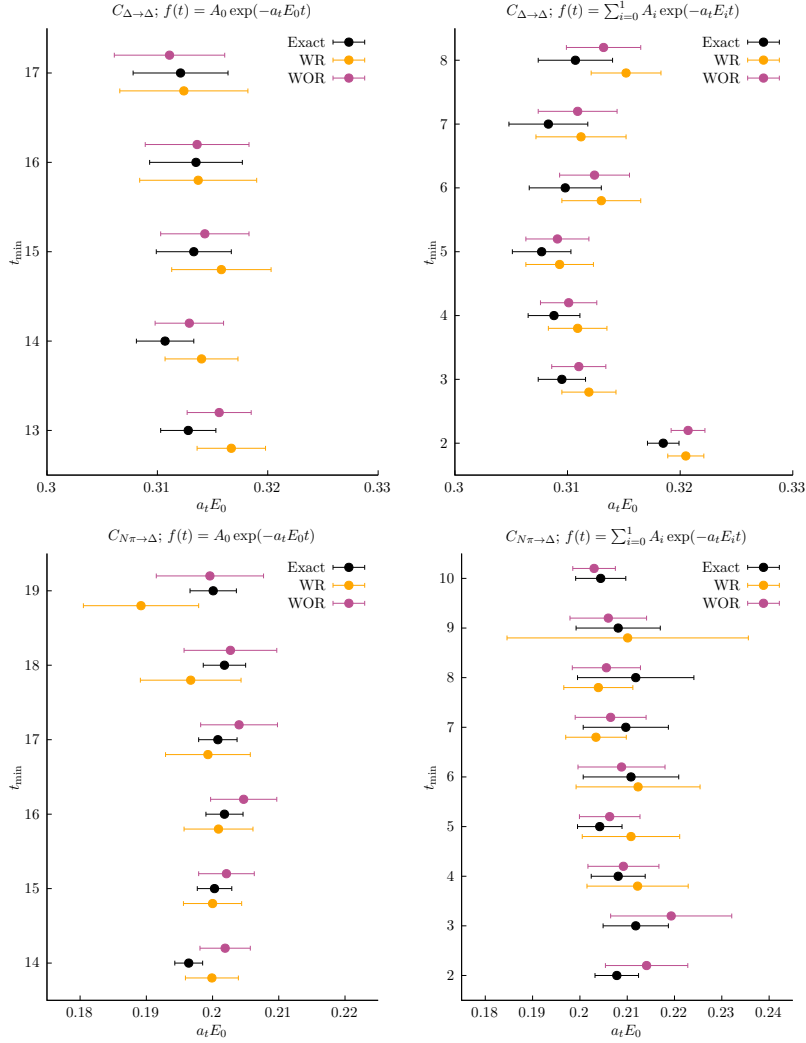 C_{Δ→Δ}; f(t) = A_0 exp(−a_t E_0 t)
Exact
WR
WOR
17
16
15
14
13
t_min
0.3 0.31 0.32 0.33
a_t E_0
C_{Δ→Δ}; f(t) = ∑_{i=0}^{1} A_i exp(−a_t E_i t)
Exact
WR
WOR
8
7
6
5
4
3
2
t_min
0.3 0.31 0.32 0.33
a_t E_0
C_{Nπ→Δ}; f(t) = A_0 exp(−a_t E_0 t)
Exact
WR
WOR
19
18
17
16
15
14
t_min
0.18 0.19 0.2 0.21 0.22
a_t E_0
C_{Nπ→Δ}; f(t) = ∑_{i=0}^{1} A_i exp(−a_t E_i t)
Exact
WR
WOR
10
9
8
7
6
5
4
3
2
t_min
0.18 0.19 0.2 0.21 0.22 0.23 0.24
a_t E_0